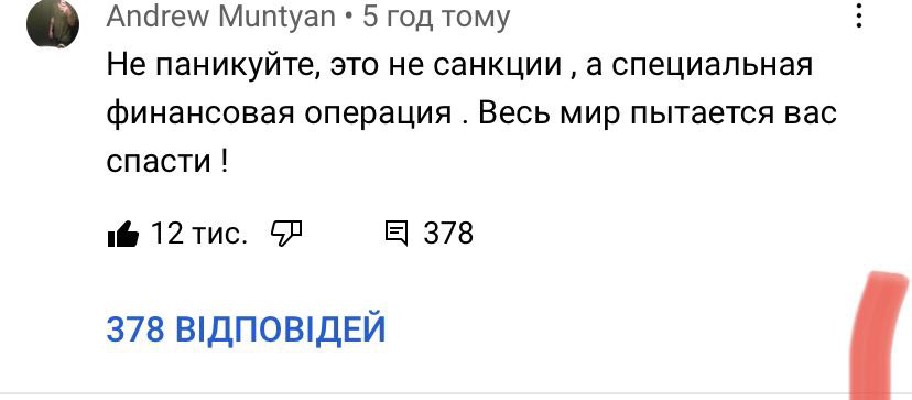 Andrew Muntyan • 5 год тому
Не паникуйте, это не санкции , а специальная
финансовая операция . Весь мир пытается вас
спасти !
12 тис. 378
378 ВІДПОВІДЕЙ